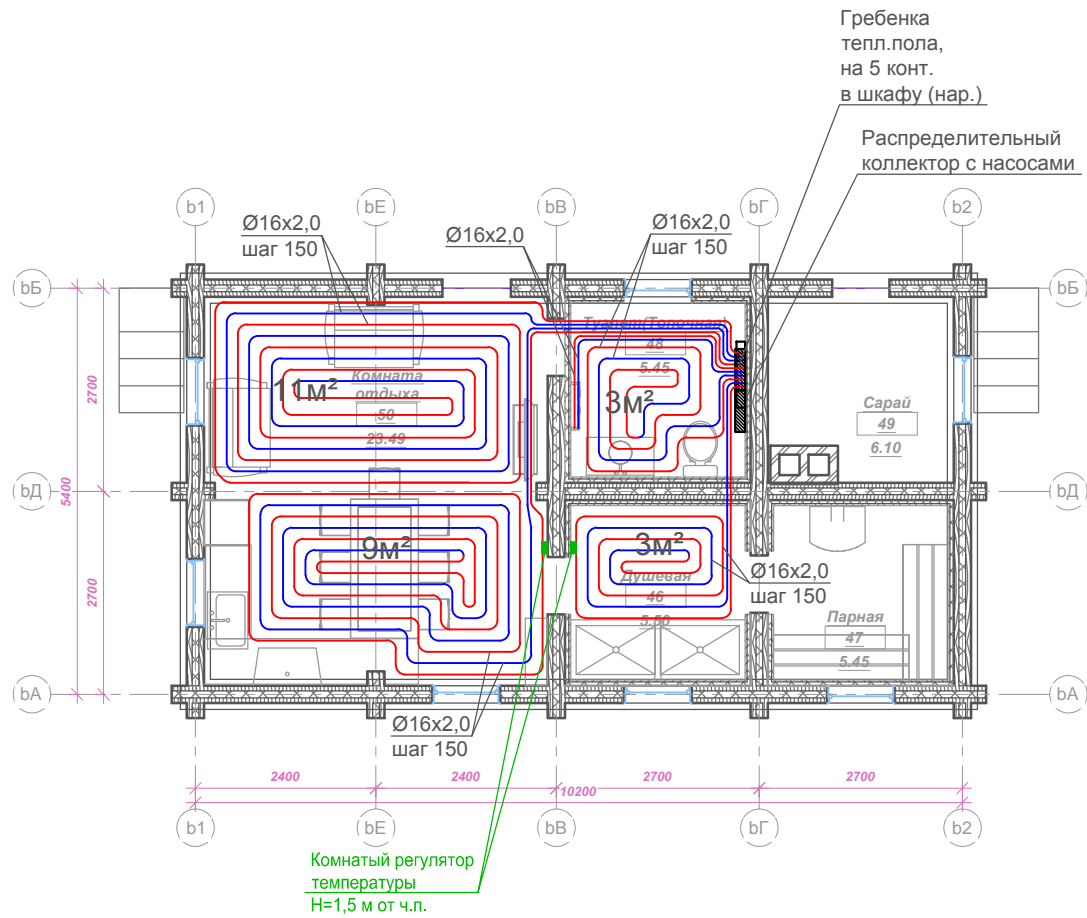 Гребенка
тепл.пола,
на 5 конт.
в шкафу (нар.)
Распределительный
коллектор с насосами
b1
bЕ
bВ
bГ
b2
Ø16x2,0
шаг 150
Ø16x2,0
Ø16x2,0
шаг 150
bБ
bБ
Туалет(Топочная)
48
5.45
11м²
Комната
отдыха
50
23.49
3м²
Сарай
49
6.10
2700
5400
bД
bД
9м²
3м²
Ø16x2,0
шаг 150
Душевая
46
5.50
Парная
47
5.45
2700
bА
bА
Ø16x2,0
шаг 150
2400
2400
2700
2700
10200
b1
bЕ
bВ
bГ
b2
Комнатый регулятор
температуры
Н=1,5 м от ч.п.